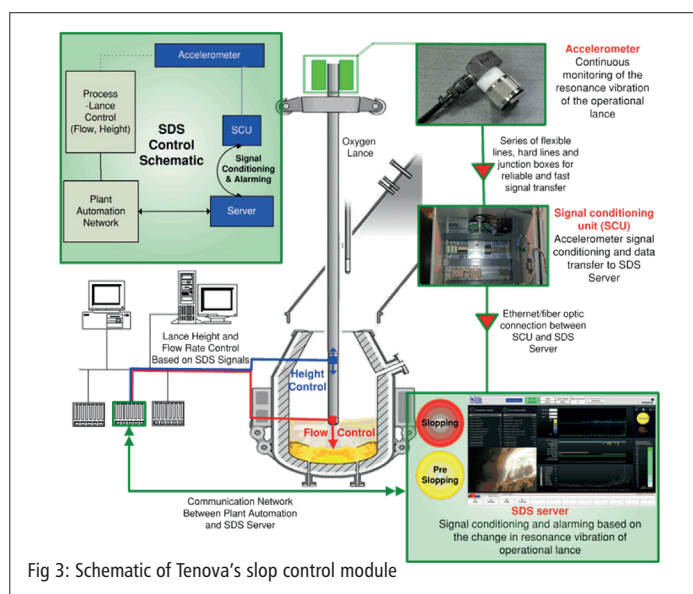 Accelerometer
Process
-Lance
Control
(Flow, Height)
SDS
Control
Schematic
SCU
Signal
Conditioning
& Alarming
Plant
Automation
Network
Server
Oxygen
Lance
Accelerometer
Continuous
monitoring of the
resonance vibration
of the operational
lance
Series of flexible
lines, hard lines and
junction boxes for
reliable and fast
signal transfer
Signal conditioning
unit (SCU)
Accelerometer signal
conditioning and data
transfer to SDS
Server
Ethernet/fiber optic
connection between
SCU and SDS
Server
Lance Height and
Flow Rate Control
Based on SDS Signals
Height
Control
Flow Control
Slopping
Pre
Slopping
SDS server
Signal conditioning and alarming based on
the change in resonance vibration of
operational lance
Communication Network
Between Plant Automation
and SDS Server
Fig 3: Schematic of Tenova's slop control module